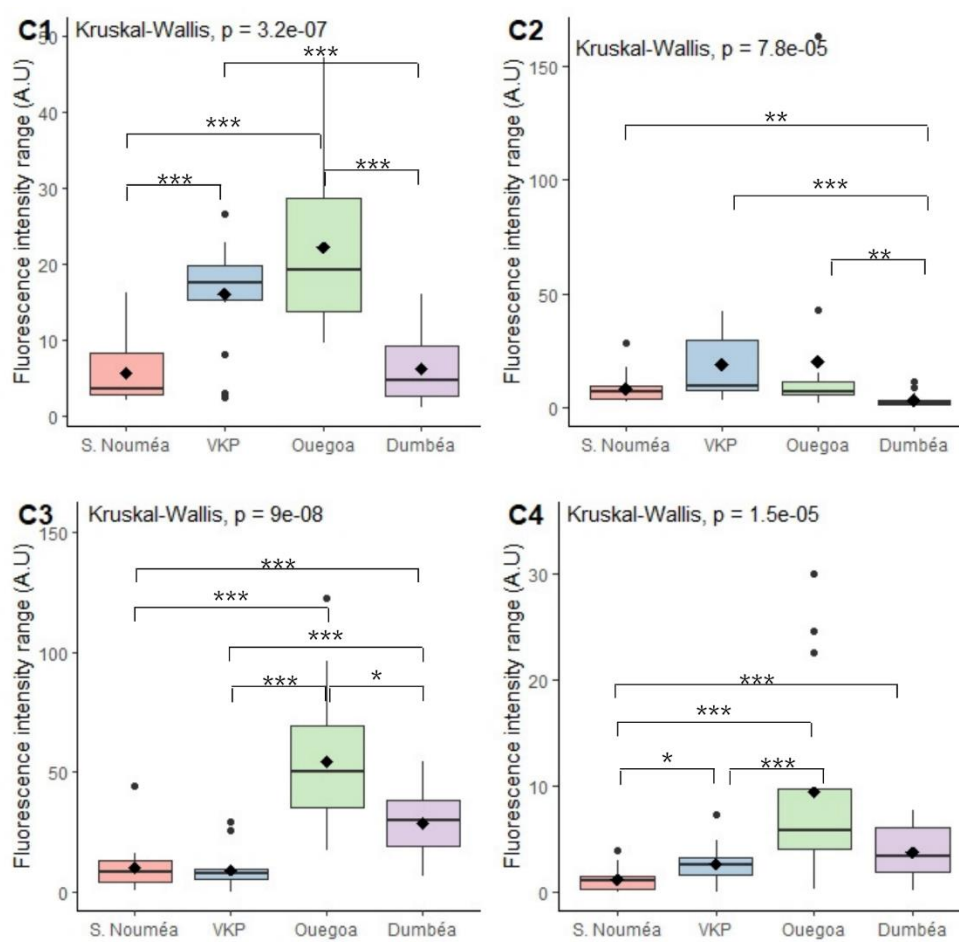 C1 Kruskal-Wallis, p = 3.2e-07
Fluorescence intensity range (A.U)
50
40
30
20
10
0
***
***
***
***
S. Nouméa VKP Ouegoa Dumbéa
C2
Kruskal-Wallis, p = 7.8e-05
Fluorescence intensity range (A.U)
150
100
50
0
**
***
**
S. Nouméa VKP Ouegoa Dumbéa
C3 Kruskal-Wallis, p = 9e-08
Fluorescence intensity range (A.U)
150
100
50
0
***
***
***
*** *
S. Nouméa VKP Ouegoa Dumbéa
C4 Kruskal-Wallis, p = 1.5e-05
Fluorescence intensity range (A.U)
30
20
10
0
***
***
* ***
S. Nouméa VKP Ouegoa Dumbéa